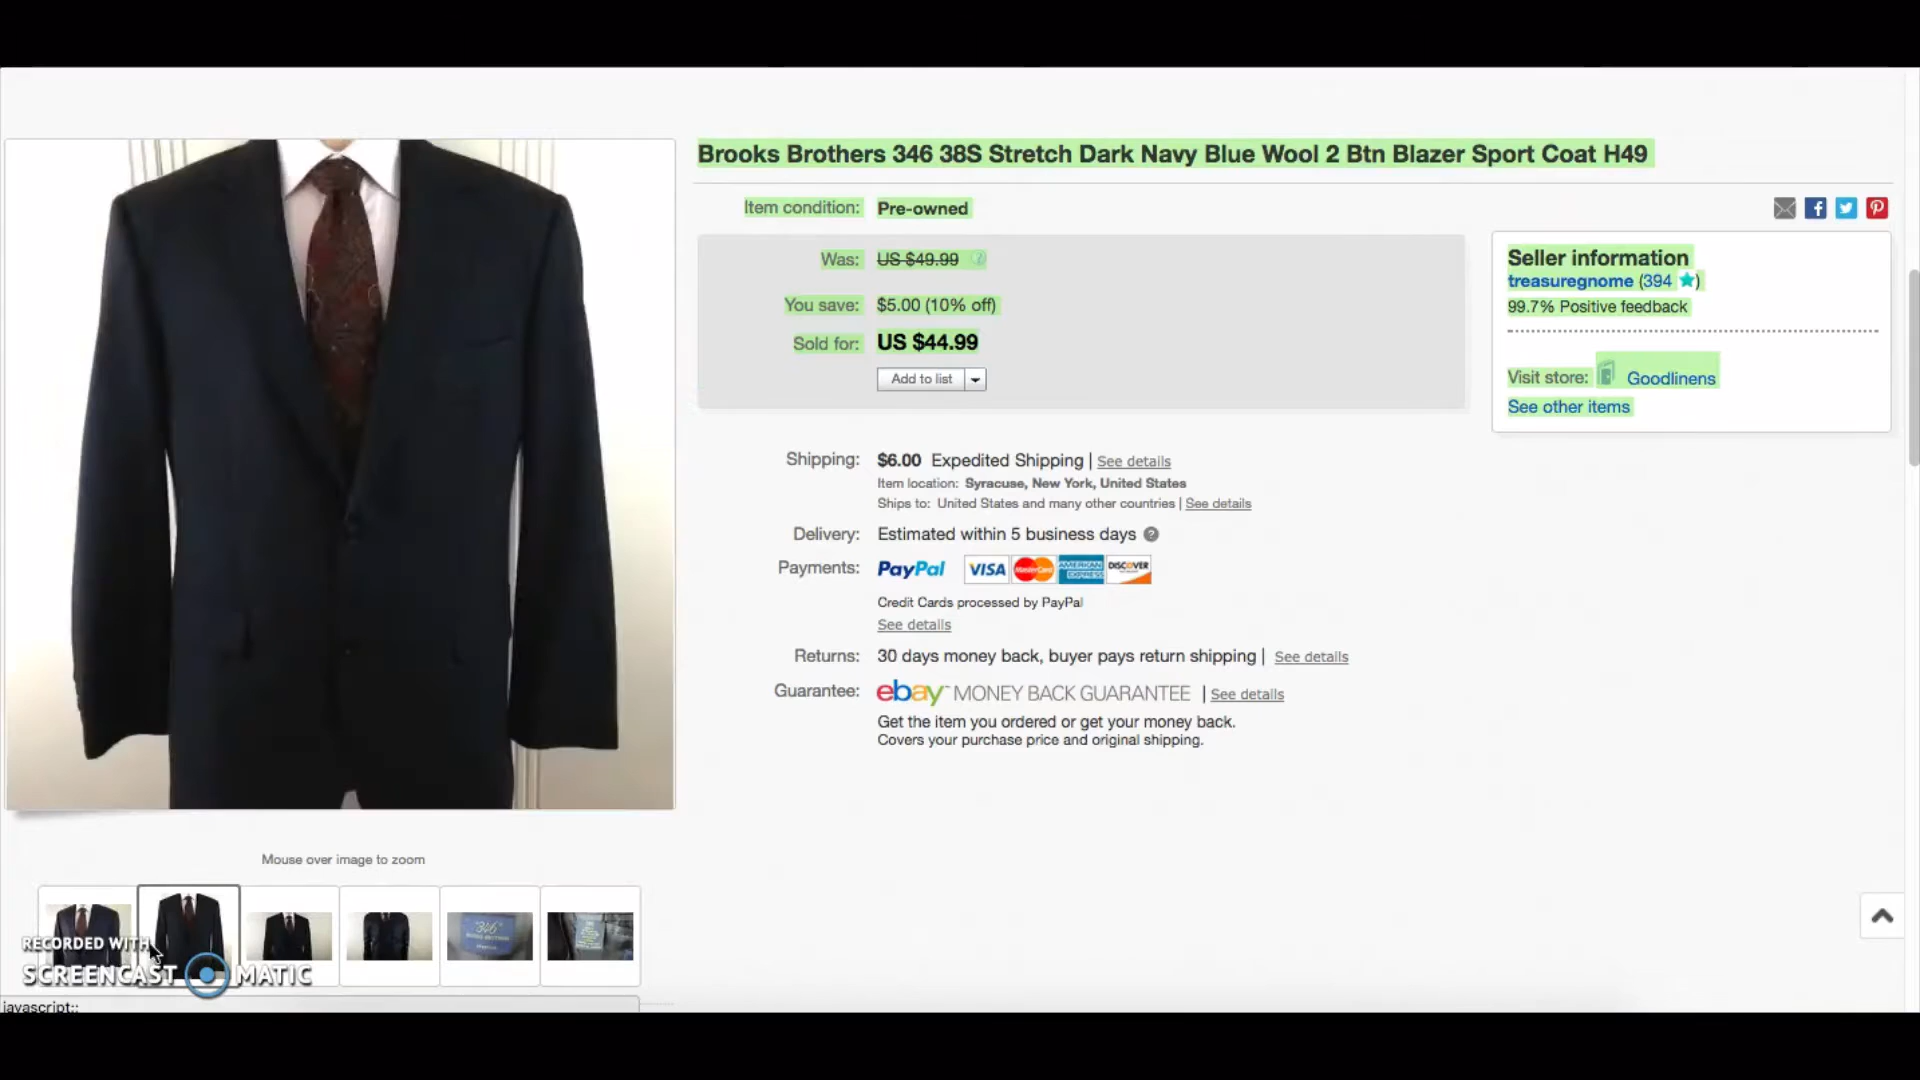 Brooks Brothers 346 38S Stretch Dark Navy Blue Wool 2 Btn Blazer Sport Coat H49
Item condition: Pre-owned
Was: US $49.99
You save: $5.00 (10% off)
Sold for: US $44.99
Add to list
Seller information
treasuregnome (394)
99.7% Positive feedback
Visit store: Goodlinens
See other items
Shipping: $6.00 Expedited Shipping | See details
Item location: Syracuse, New York, United States
Ships to: United States and many other countries | See details
Delivery: Estimated within 5 business days ?
Payments: PayPal VISA MasterCard AMERICAN EXPRESS DISCOVER
Credit Cards processed by PayPal
See details
Returns: 30 days money back, buyer pays return shipping | See details
Guarantee: ebay™ MONEY BACK GUARANTEE | See details
Get the item you ordered or get your money back.
Covers your purchase price and original shipping.
Mouse over image to zoom
"346"
RECORDED WITH
SCREENCAST MATIC
javascript:;